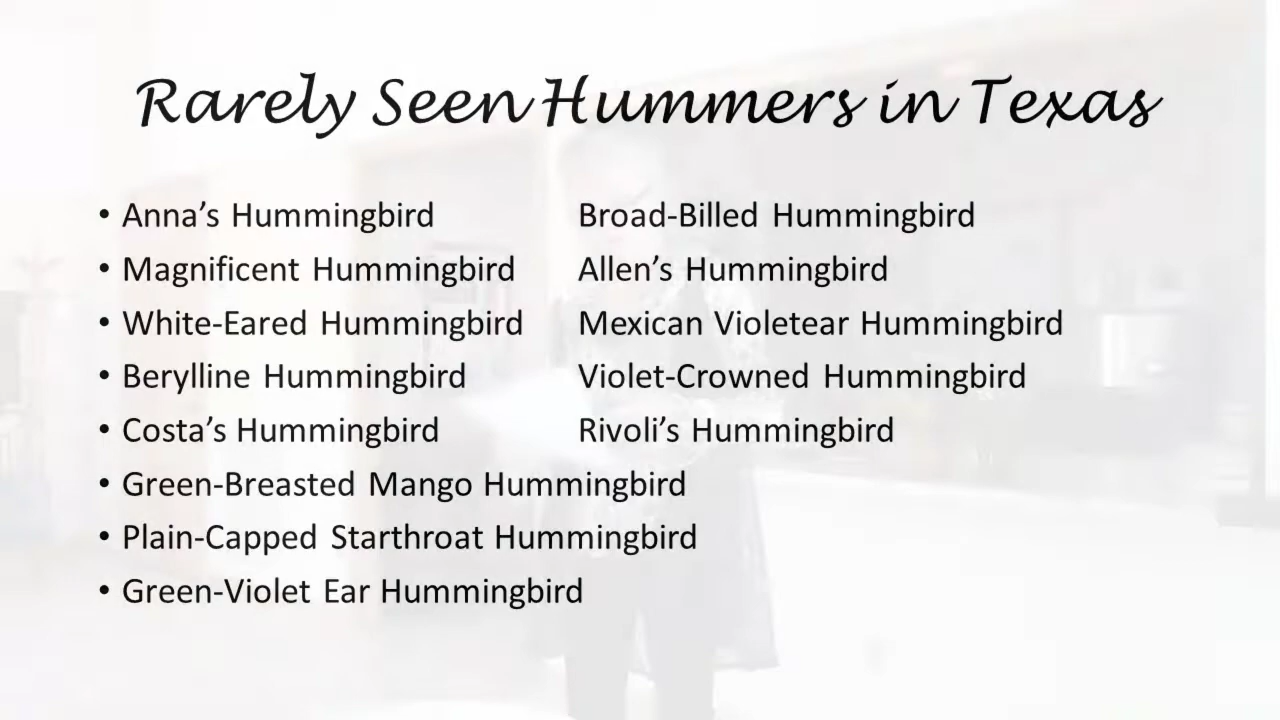 Rarely Seen Hummers in Texas
• Anna’s Hummingbird Broad-Billed Hummingbird
• Magnificent Hummingbird Allen’s Hummingbird
• White-Eared Hummingbird Mexican Violetear Hummingbird
• Berylline Hummingbird Violet-Crowned Hummingbird
• Costa’s Hummingbird Rivoli’s Hummingbird
• Green-Breasted Mango Hummingbird
• Plain-Capped Starthroat Hummingbird
• Green-Violet Ear Hummingbird